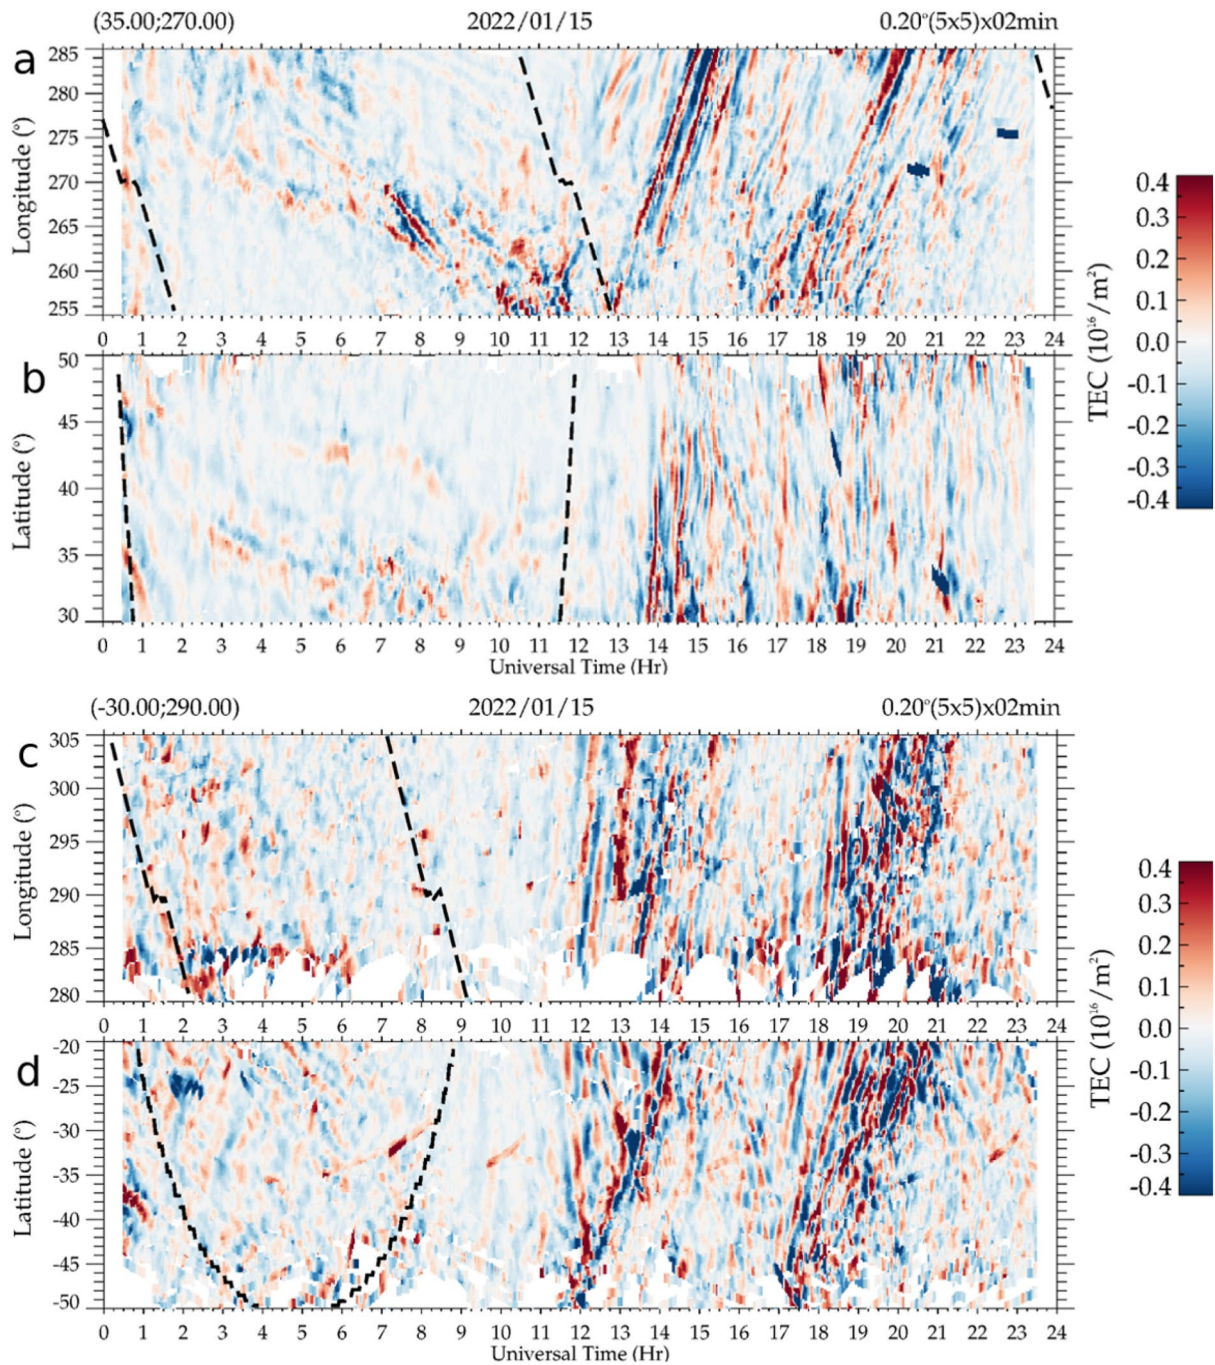 (35.00;270.00) 2022/01/15 0.20°(5x5)x02min
a
285
280
275
270
265
260
255
Longitude (°)
0 1 2 3 4 5 6 7 8 9 10 11 12 13 14 15 16 17 18 19 20 21 22 23 24
b
50
45
40
35
30
Latitude (°)
0 1 2 3 4 5 6 7 8 9 10 11 12 13 14 15 16 17 18 19 20 21 22 23 24
Universal Time (Hr)
0.4
0.3
0.2
0.1
0.0
-0.1
-0.2
-0.3
-0.4
TEC (10¹⁶/m²)
(-30.00;290.00) 2022/01/15 0.20°(5x5)x02min
c
305
300
295
290
285
280
Longitude (°)
0 1 2 3 4 5 6 7 8 9 10 11 12 13 14 15 16 17 18 19 20 21 22 23 24
d
-20
-25
-30
-35
-40
-45
-50
Latitude (°)
0 1 2 3 4 5 6 7 8 9 10 11 12 13 14 15 16 17 18 19 20 21 22 23 24
Universal Time (Hr)
0.4
0.3
0.2
0.1
0.0
-0.1
-0.2
-0.3
-0.4
TEC (10¹⁶/m²)